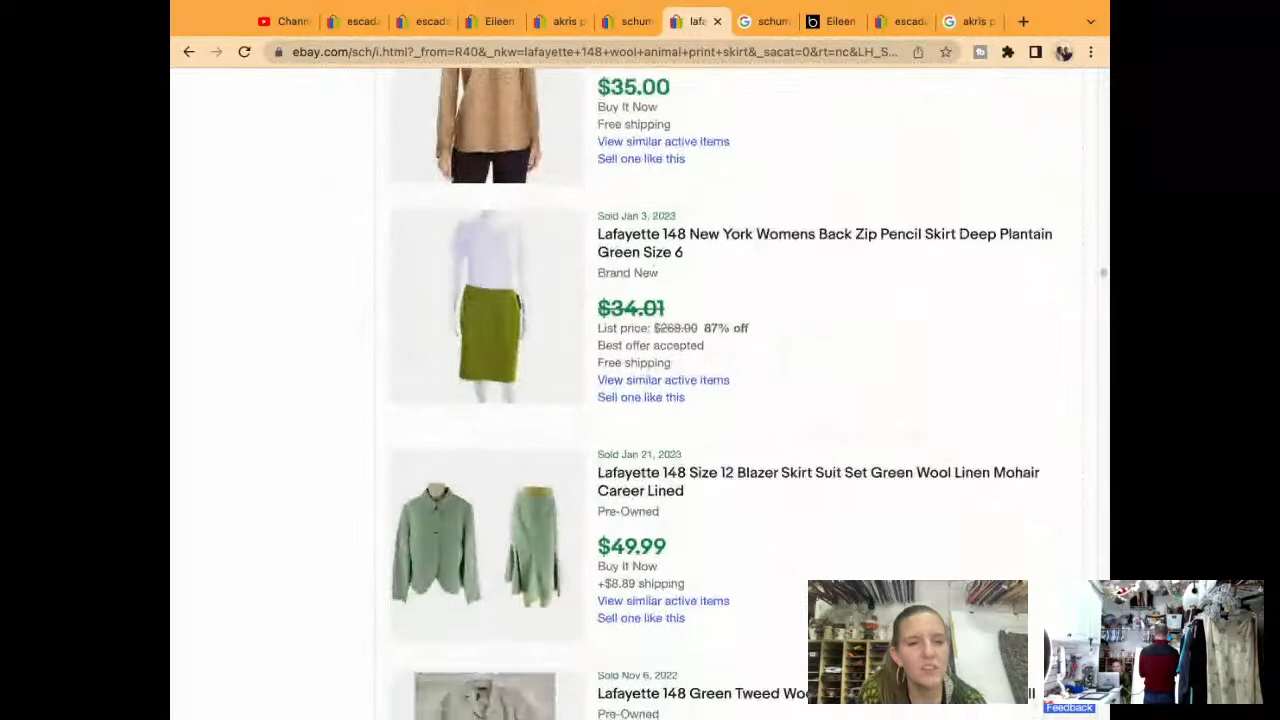 Chann
escada
escada
Eileen
akris p
schum
lafa
schum
Eileen
escada
akris p
ebay.com/sch/i.html?_from=R40&_nkw=lafayette+148+wool+animal+print+skirt&_sacat=0&rt=nc&LH_S...
$35.00
Buy It Now
Free shipping
View similar active items
Sell one like this
Sold Jan 3, 2023
Lafayette 148 New York Womens Back Zip Pencil Skirt Deep Plantain
Green Size 6
Brand New
$34.01
List price: $268.00 87% off
Best offer accepted
Free shipping
View similar active items
Sell one like this
Sold Jan 21, 2023
Lafayette 148 Size 12 Blazer Skirt Suit Set Green Wool Linen Mohair
Career Lined
Pre-Owned
$49.99
Buy It Now
+$8.89 shipping
View similar active items
Sell one like this
Sold Nov 6, 2022
Lafayette 148 Green Tweed Woo
Pre-Owned
Feedback